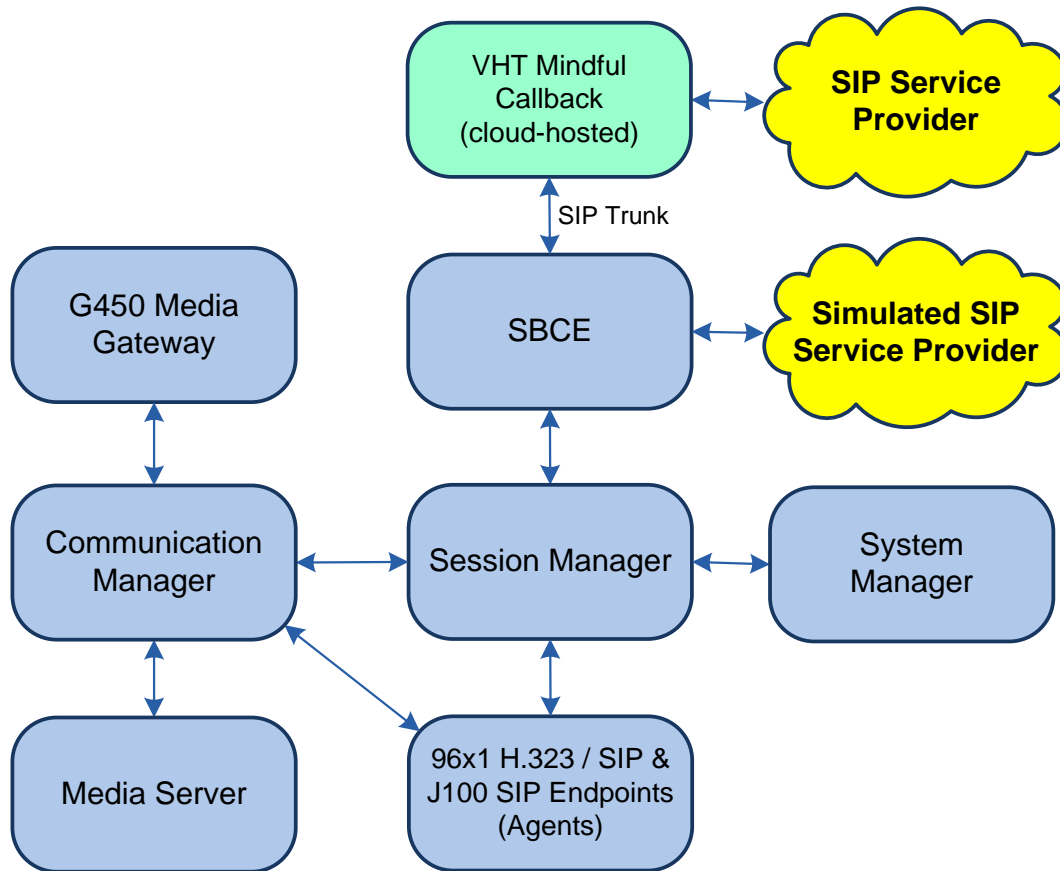 VHT Mindful
Callback
(cloud-hosted)
SIP Service
Provider
SIP Trunk
G450 Media
Gateway
SBCE
Simulated SIP
Service Provider
Communication
Manager
Session Manager
System
Manager
Media Server
96x1 H.323 / SIP &
J100 SIP Endpoints
(Agents)